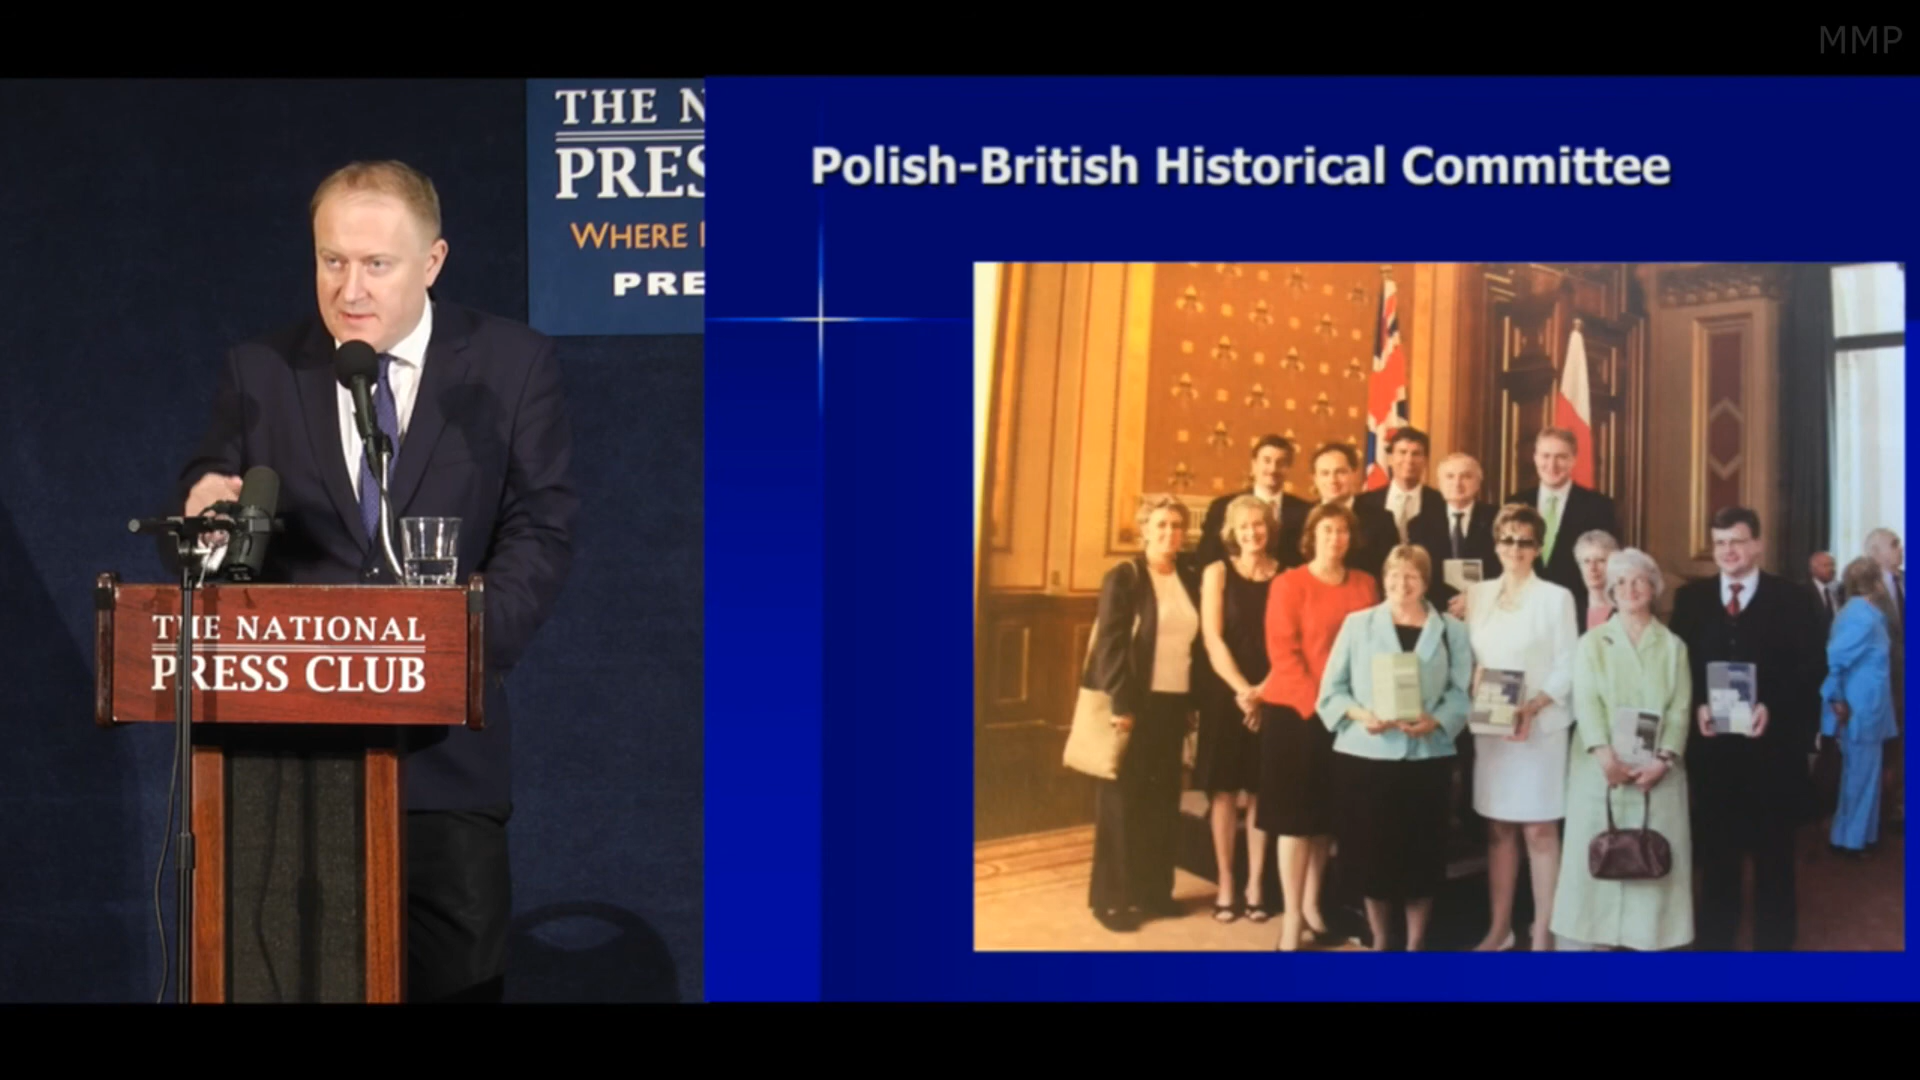 MMP
THE N
PRES
WHERE
PRE
Polish-British Historical Committee
THE NATIONAL
PRESS CLUB